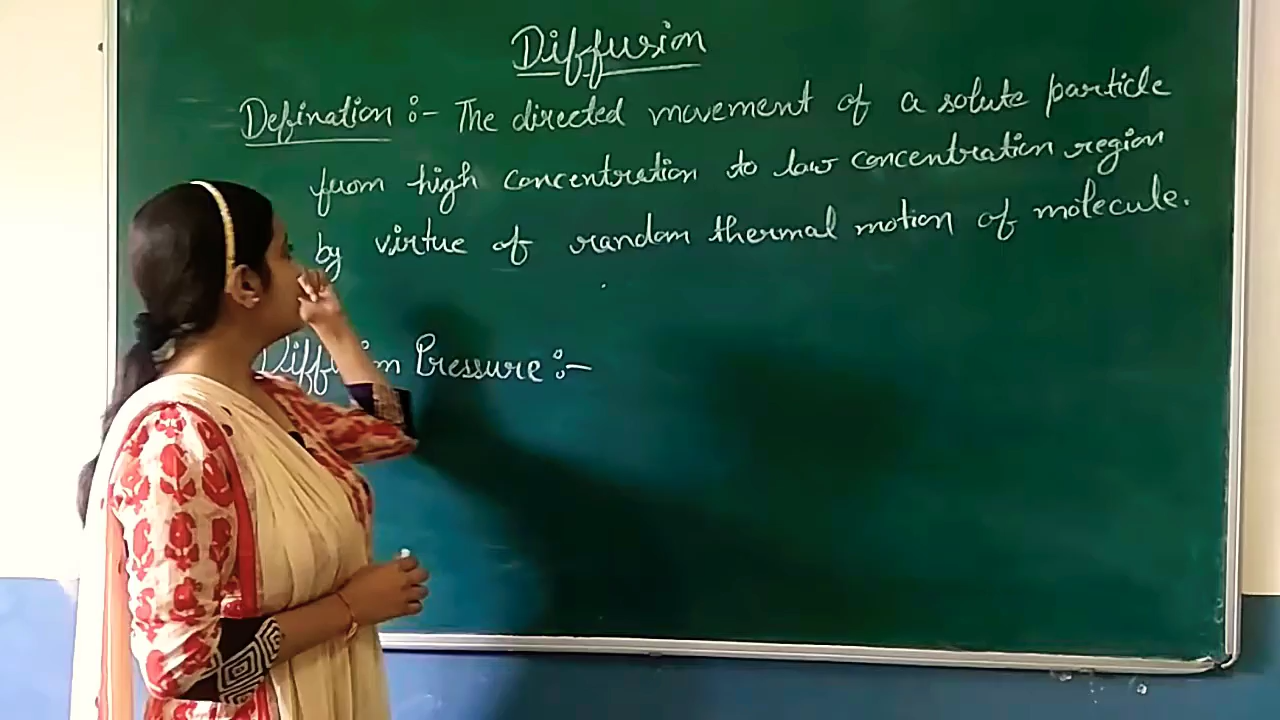 Diffusion
Defination :- The directed movement of a solute particle
from high concentration to low concentration region
by virtue of random thermal motion of molecule.
Diffusion Pressure :-